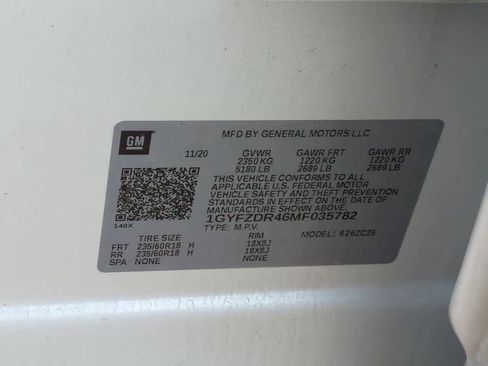 GM
MFD BY GENERAL MOTORS LLC
11/20 GVWR GAWR FRT GAWR RR
2350 KG 1220 KG 1220 KG
5180 LB 2689 LB 2689 LB
THIS VEHICLE CONFORMS TO ALL
APPLICABLE U.S. FEDERAL MOTOR
VEHICLE SAFETY AND THEFT PREVENTION
STANDARDS IN EFFECT ON THE DATE OF
MANUFACTURE SHOWN ABOVE.
1GYFZDR46MF035782
140X TYPE: M.P.V. MODEL: 626ZC26
TIRE SIZE RIM
FRT 235/60R18 H 18X8J
RR 235/60R18 H 18X8J
SPA NONE NONE